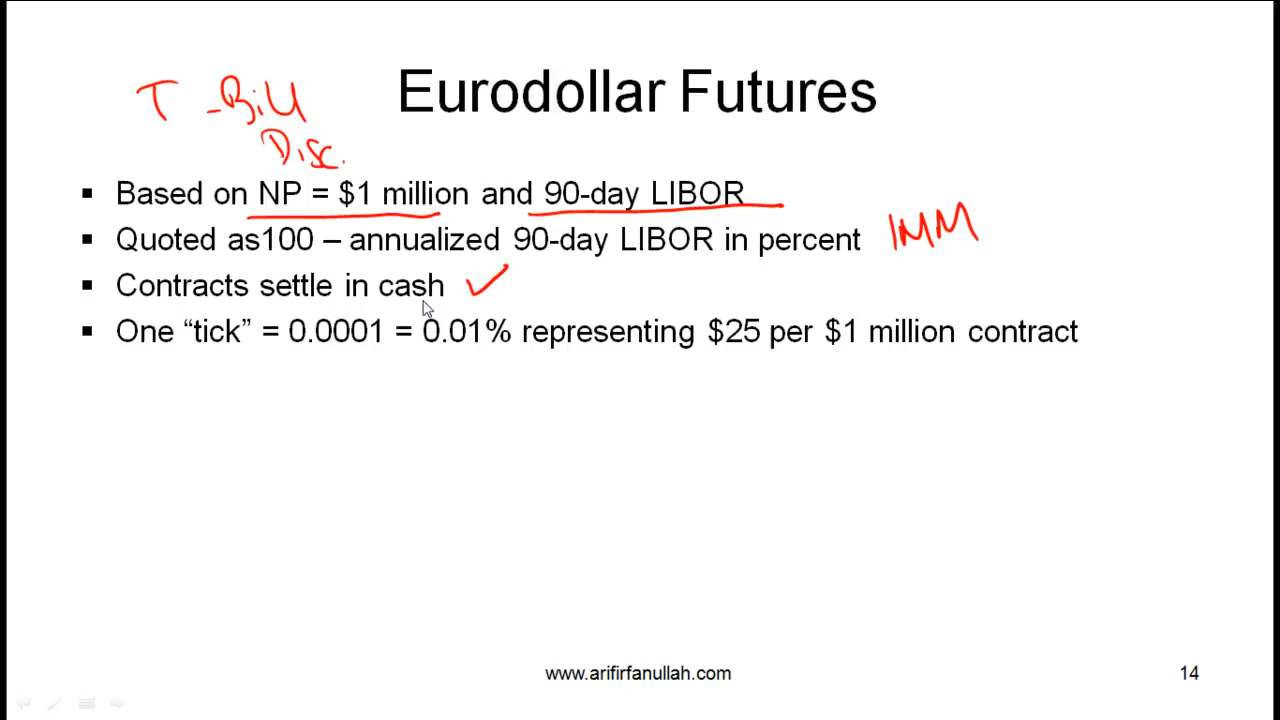 Eurodollar Futures
T-Bill
Disc.
▪ Based on NP = $1 million and 90-day LIBOR
▪ Quoted as100 – annualized 90-day LIBOR in percent IMM
▪ Contracts settle in cash ✓
▪ One “tick” = 0.0001 = 0.01% representing $25 per $1 million contract
www.arifirfanullah.com 14